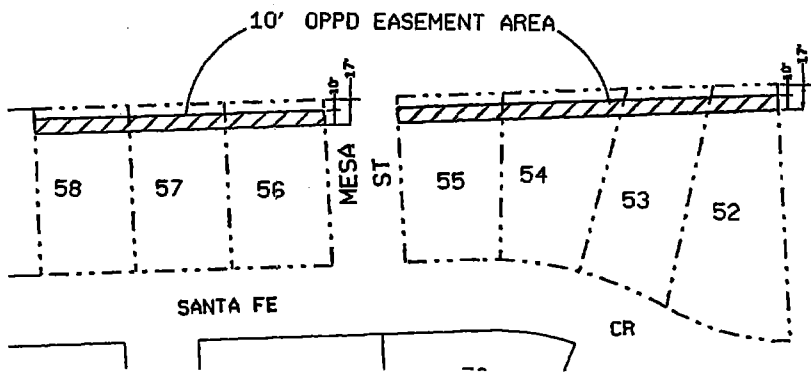 10' OPPD EASEMENT AREA
10'
17'
10'
17'
58
57
56
MESA ST
55
54
53
52
SANTA FE
CR